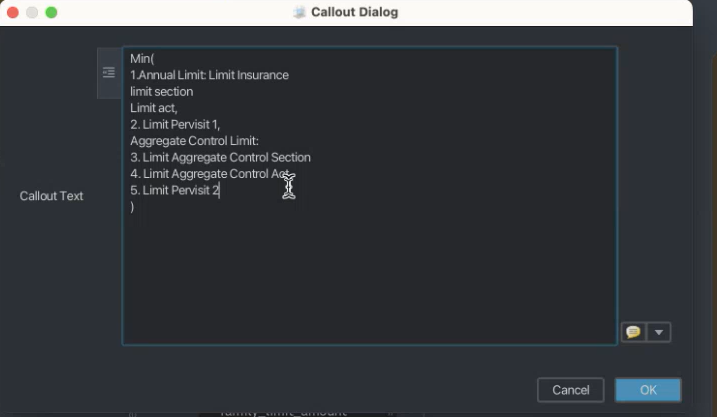 Callout Dialog
Min(
1.Annual Limit: Limit Insurance
limit section
Limit act,
2. Limit Pervisit 1,
Aggregate Control Limit:
3. Limit Aggregate Control Section
4. Limit Aggregate Control Act
5. Limit Pervisit 2
)
Callout Text
Cancel
OK
family_limit_amount